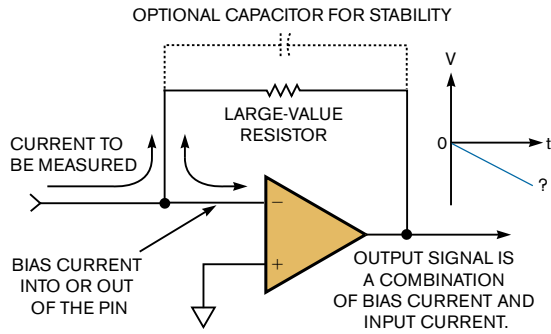 OPTIONAL CAPACITOR FOR STABILITY
V
LARGE-VALUE
RESISTOR
0
t
?
CURRENT TO
BE MEASURED
−
+
BIAS CURRENT
INTO OR OUT
OF THE PIN
OUTPUT SIGNAL IS
A COMBINATION
OF BIAS CURRENT AND
INPUT CURRENT.